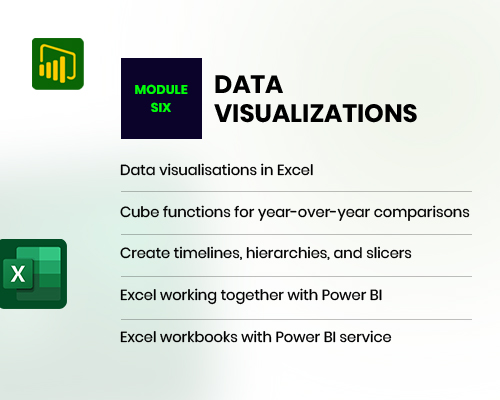 MODULE
SIX
DATA
VISUALIZATIONS
Data visualisations in Excel
Cube functions for year-over-year comparisons
Create timelines, hierarchies, and slicers
Excel working together with Power BI
Excel workbooks with Power BI service
X